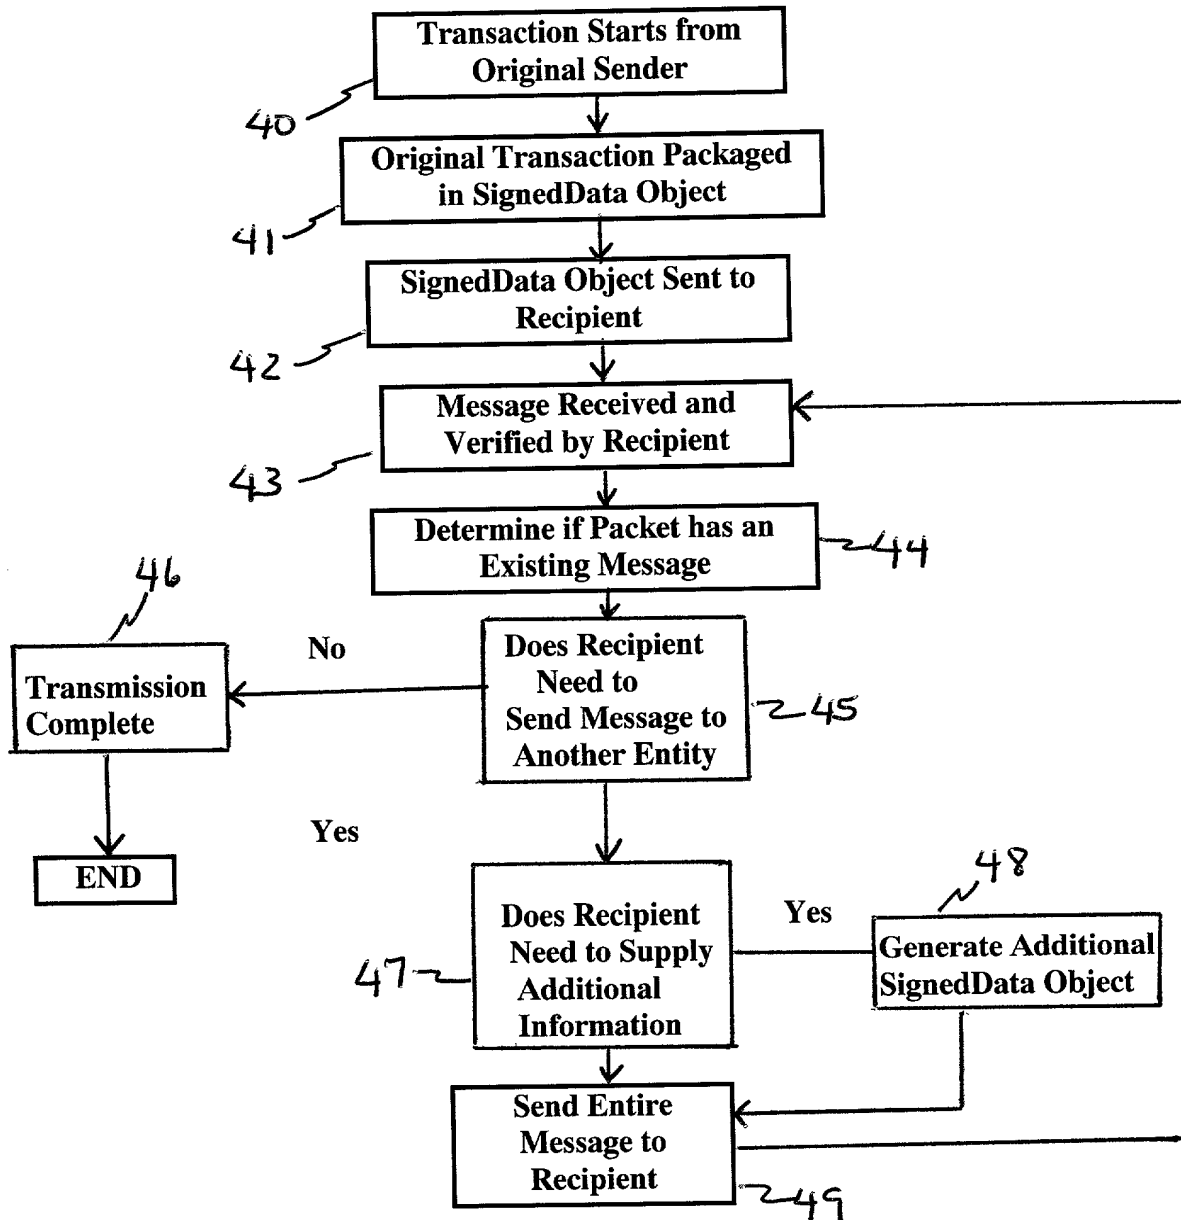 Transaction Starts from
Original Sender
40
Original Transaction Packaged
in SignedData Object
41
SignedData Object Sent to
Recipient
42
Message Received and
Verified by Recipient
43
Determine if Packet has an
Existing Message
44
46
Transmission
Complete
No
Does Recipient
Need to
Send Message to
Another Entity
45
END
Yes
Does Recipient
Need to Supply
Additional
Information
47
Yes
48
Generate Additional
SignedData Object
Send Entire
Message to
Recipient
49